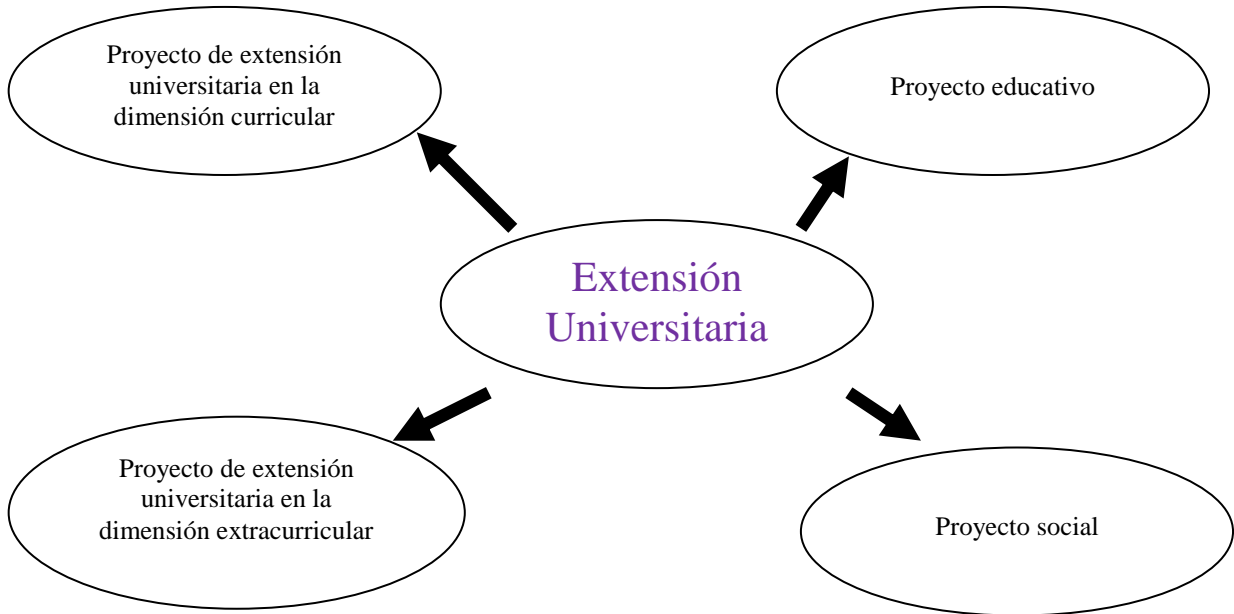 Proyecto de extensión
universitaria en la
dimensión curricular
Proyecto educativo
Extensión
Universitaria
Proyecto de extensión
universitaria en la
dimensión extracurricular
Proyecto social